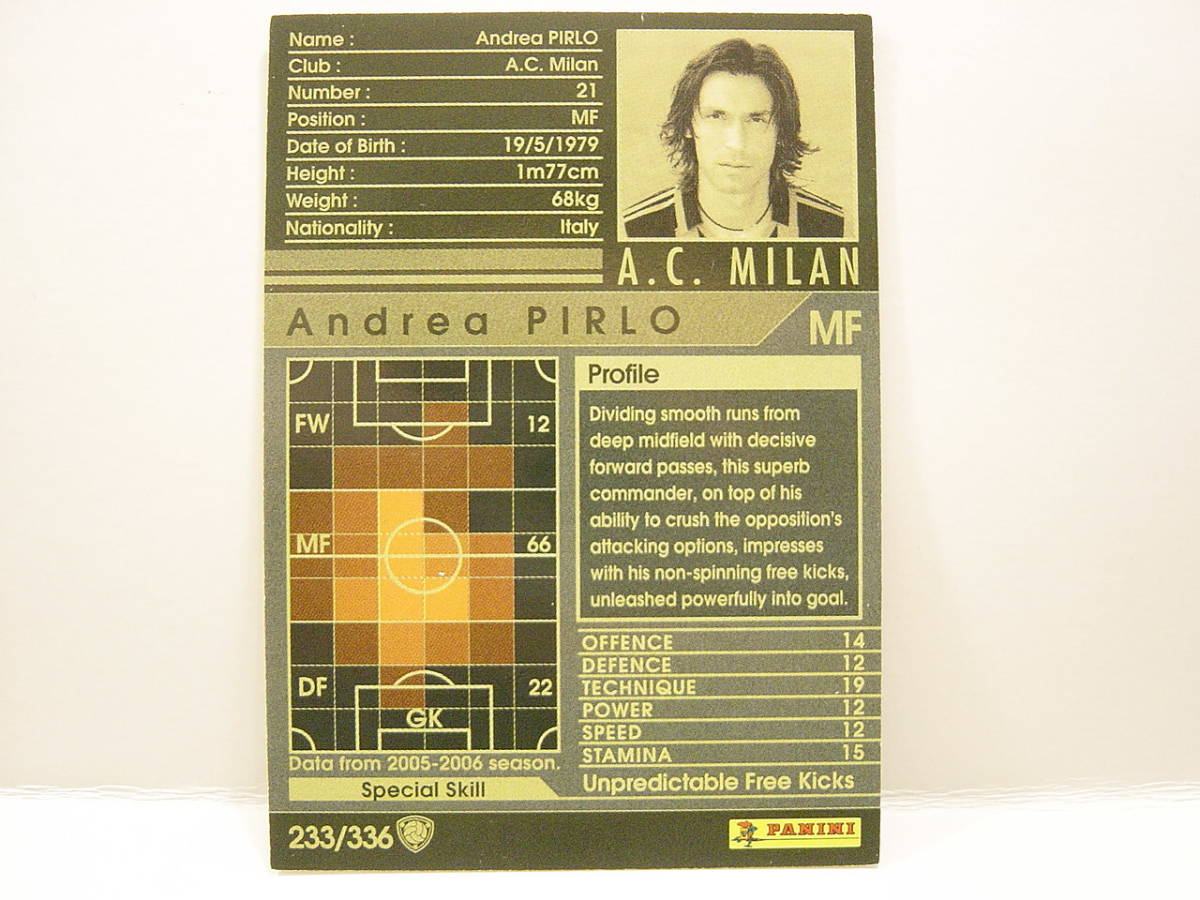 Name : Andrea PIRLO
Club : A.C. Milan
Number : 21
Position : MF
Date of Birth : 19/5/1979
Height : 1m77cm
Weight : 68kg
Nationality : Italy
A.C. MILAN
Andrea PIRLO MF
FW 12
MF 66
DF 22
GK
Data from 2005-2006 season.
Profile
Dividing smooth runs from
deep midfield with decisive
forward passes, this superb
commander, on top of his
ability to crush the opposition's
attacking options, impresses
with his non-spinning free kicks,
unleashed powerfully into goal.
OFFENCE 14
DEFENCE 12
TECHNIQUE 19
POWER 12
SPEED 12
STAMINA 15
Special Skill Unpredictable Free Kicks
233/336 PANINI